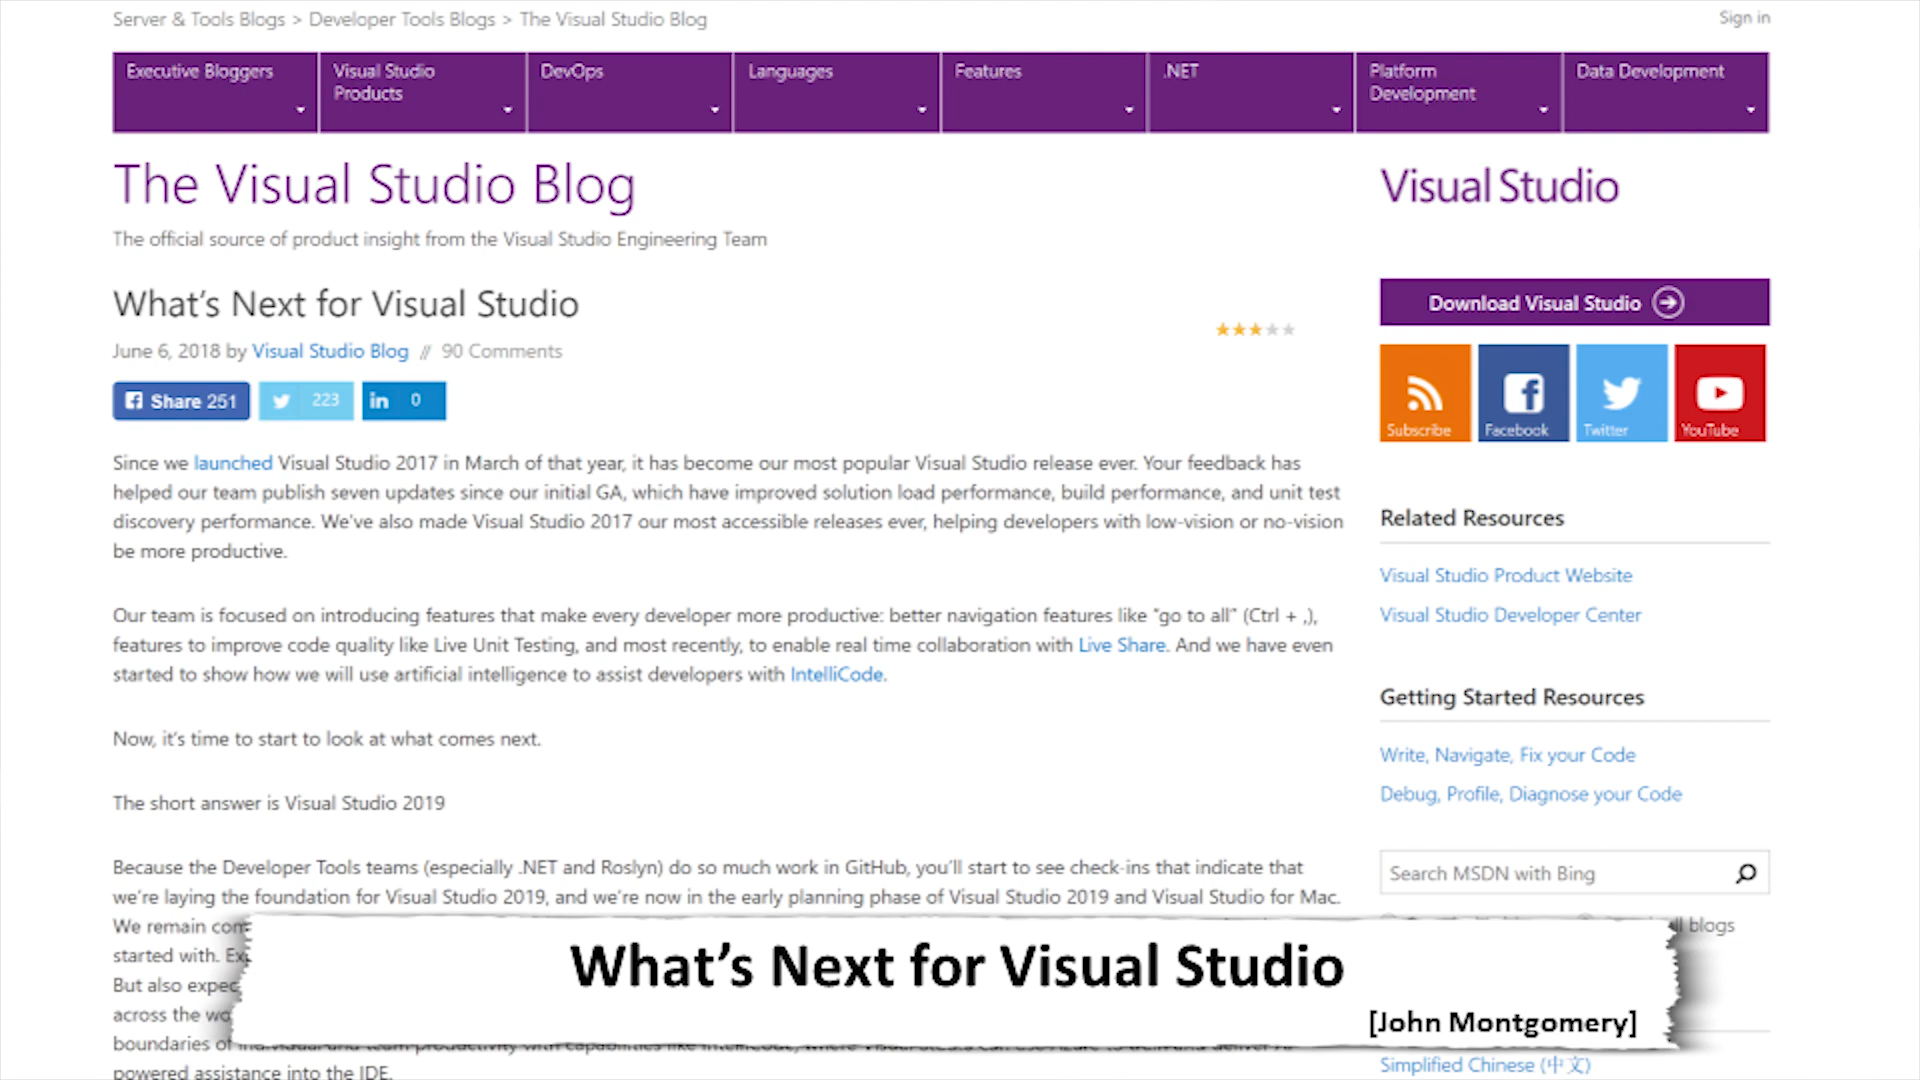 Server & Tools Blogs > Developer Tools Blogs > The Visual Studio Blog
Sign in
Executive Bloggers
Visual Studio
Products
DevOps
Languages
Features
.NET
Platform
Development
Data Development
The Visual Studio Blog
The official source of product insight from the Visual Studio Engineering Team
Visual Studio
What's Next for Visual Studio
June 6, 2018 by Visual Studio Blog // 90 Comments
Share 251
223
in 0
Since we launched Visual Studio 2017 in March of that year, it has become our most popular Visual Studio release ever. Your feedback has
helped our team publish seven updates since our initial GA, which have improved solution load performance, build performance, and unit test
discovery performance. We've also made Visual Studio 2017 our most accessible releases ever, helping developers with low-vision or no-vision
be more productive.
Our team is focused on introducing features that make every developer more productive: better navigation features like "go to all" (Ctrl + ,),
features to improve code quality like Live Unit Testing, and most recently, to enable real time collaboration with Live Share. And we have even
started to show how we will use artificial intelligence to assist developers with IntelliCode.
Now, it's time to start to look at what comes next.
The short answer is Visual Studio 2019
Because the Developer Tools teams (especially .NET and Roslyn) do so much work in GitHub, you'll start to see check-ins that indicate that
we're laying the foundation for Visual Studio 2019, and we're now in the early planning phase of Visual Studio 2019 and Visual Studio for Mac.
We remain
started with.
But also expec
across the
boundaries of
powered assistance into the IDE.
Download Visual Studio
Subscribe
Facebook
Twitter
YouTube
Related Resources
Visual Studio Product Website
Visual Studio Developer Center
Getting Started Resources
Write, Navigate, Fix your Code
Debug, Profile, Diagnose your Code
Search MSDN with Bing
blogs
Simplified Chinese (中文)
What's Next for Visual Studio
[John Montgomery]